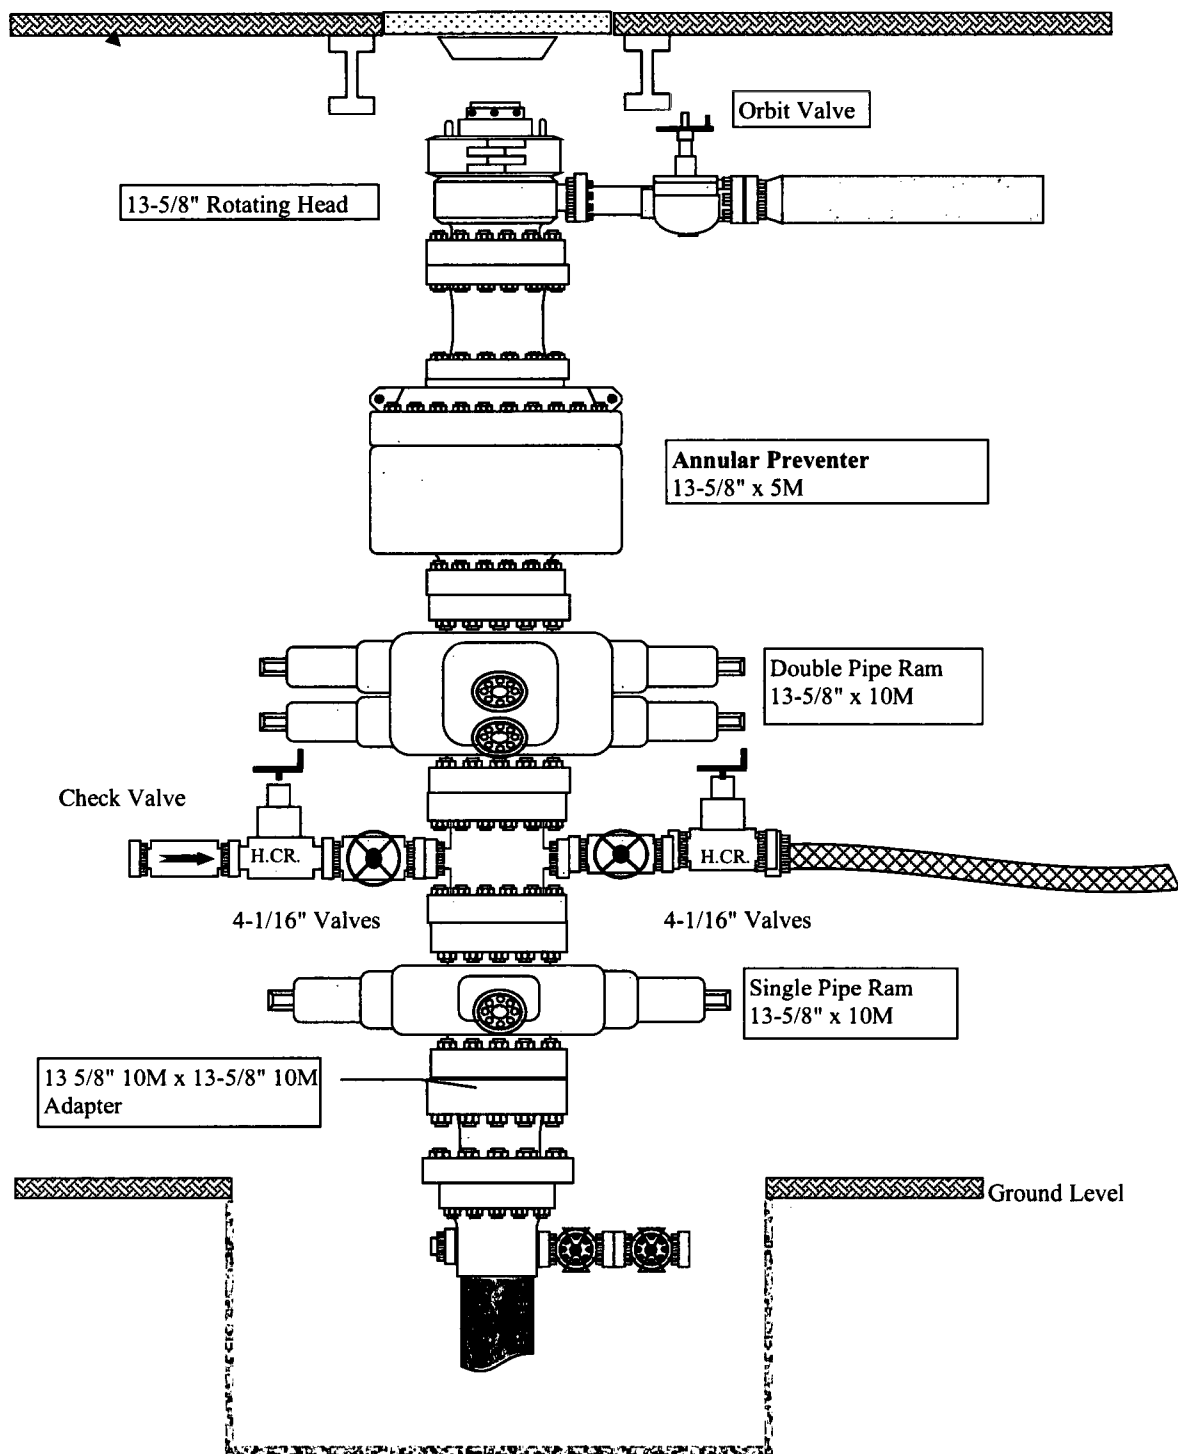 Orbit Valve
13-5/8" Rotating Head
Annular Preventer
13-5/8" x 5M
Double Pipe Ram
13-5/8" x 10M
Check Valve
H.CR.
H.CR.
4-1/16" Valves
4-1/16" Valves
Single Pipe Ram
13-5/8" x 10M
13 5/8" 10M x 13-5/8" 10M
Adapter
Ground Level